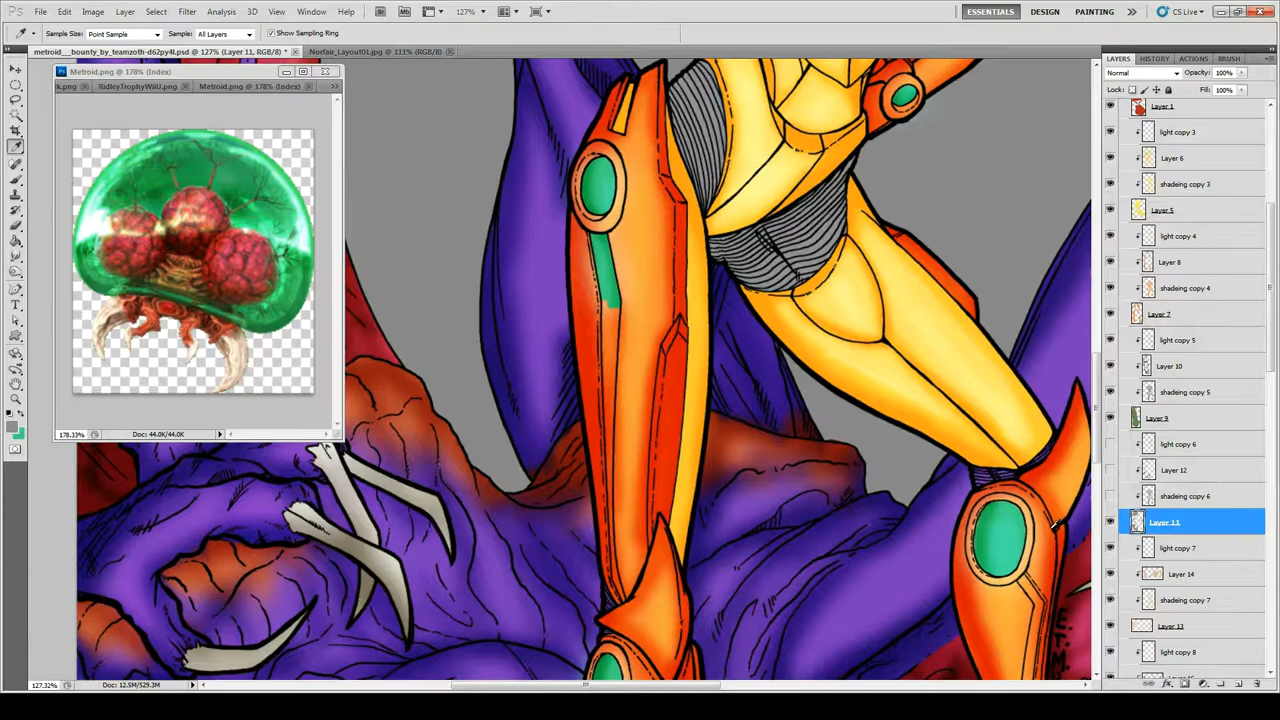 Ps File Edit Image Layer Select Filter Analysis 3D View Window Help Br Mb 127% ESSENTIALS DESIGN PAINTING CS Live
Sample Size: Point Sample Sample: All Layers Show Sampling Ring
metroid___bounty_by_teamzoth-d62py4l.psd @ 127% (Layer 11, RGB/8) * Norfair_Layout01.jpg @ 111% (RGB/8)
Metroid.png @ 178% (Index)
k.png RidleyTrophyWiiU.png Metroid.png @ 178% (Index)
178.33% Doc: 44.0K/44.0K
LAYERS HISTORY ACTIONS BRUSH
Normal Opacity: 100%
Lock: Fill: 100%
Layer 1
light copy 3
Layer 6
shadeing copy 3
Layer 5
light copy 4
Layer 8
shadeing copy 4
Layer 7
light copy 5
Layer 10
shadeing copy 5
Layer 9
light copy 6
Layer 12
shadeing copy 6
Layer 11
light copy 7
Layer 14
shadeing copy 7
Layer 13
light copy 8
127.32% Doc: 12.5M/529.3M